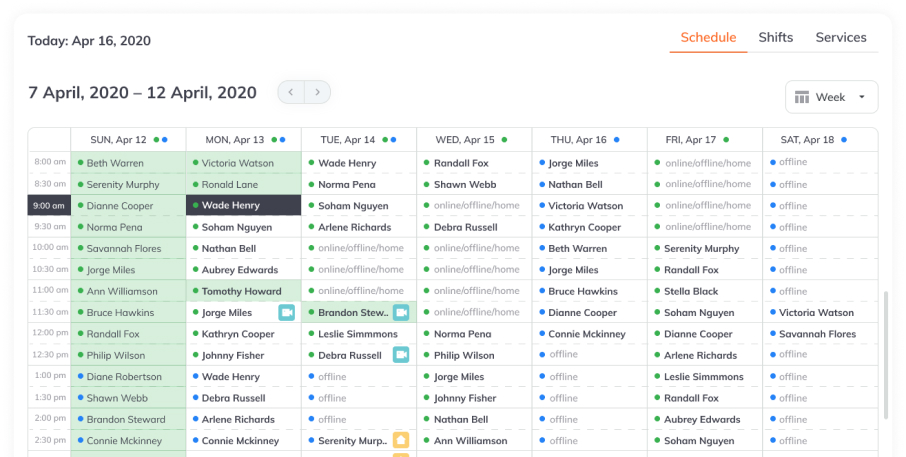 Today: Apr 16, 2020 Schedule Shifts Services
7 April, 2020 – 12 April, 2020 Week
SUN, Apr 12 MON, Apr 13 TUE, Apr 14 WED, Apr 15 THU, Apr 16 FRI, Apr 17 SAT, Apr 18
8:00 am Beth Warren Victoria Watson Wade Henry Randall Fox Jorge Miles online/offline/home offline
8:30 am Serenity Murphy Ronald Lane Norma Pena Shawn Webb Nathan Bell online/offline/home offline
9:00 am Dianne Cooper Wade Henry Soham Nguyen online/offline/home Victoria Watson online/offline/home offline
9:30 am Norma Pena Soham Nguyen Arlene Richards Debra Russell Kathryn Cooper online/offline/home offline
10:00 am Savannah Flores Nathan Bell online/offline/home online/offline/home Beth Warren Serenity Murphy offline
10:30 am Jorge Miles Aubrey Edwards online/offline/home online/offline/home Jorge Miles Randall Fox offline
11:00 am Ann Williamson Tomothy Howard online/offline/home online/offline/home Bruce Hawkins Stella Black offline
11:30 am Bruce Hawkins Jorge Miles Brandon Stew.. online/offline/home Dianne Cooper Soham Nguyen Victoria Watson
12:00 pm Randall Fox Kathryn Cooper Leslie Simmmons Norma Pena Connie Mckinney Dianne Cooper Savannah Flores
12:30 pm Philip Wilson Johnny Fisher Debra Russell Philip Wilson offline Arlene Richards offline
1:00 pm Diane Robertson Wade Henry offline Jorge Miles offline Leslie Simmmons offline
1:30 pm Shawn Webb Debra Russell offline Johnny Fisher offline Randall Fox offline
2:00 pm Brandon Steward Arlene Richards offline Nathan Bell offline Aubrey Edwards offline
2:30 pm Connie Mckinney Connie Mckinney Serenity Murp.. Ann Williamson offline Soham Nguyen offline